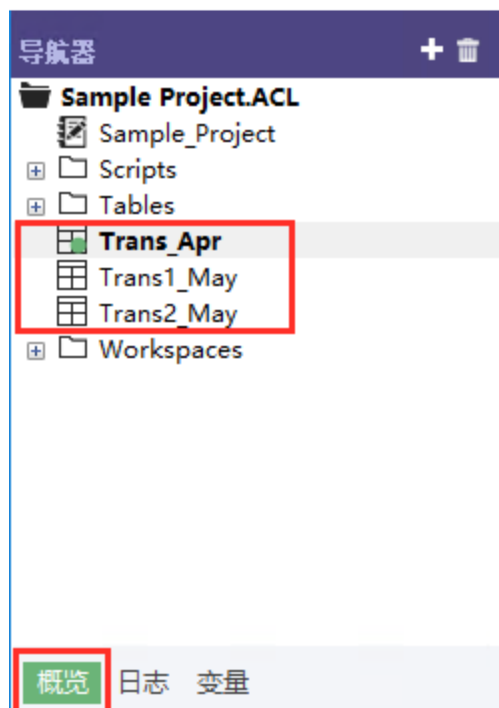 导航器
Sample Project.ACL
Sample_Project
Scripts
Tables
Trans_Apr
Trans1_May
Trans2_May
Workspaces
概览 日志 变量